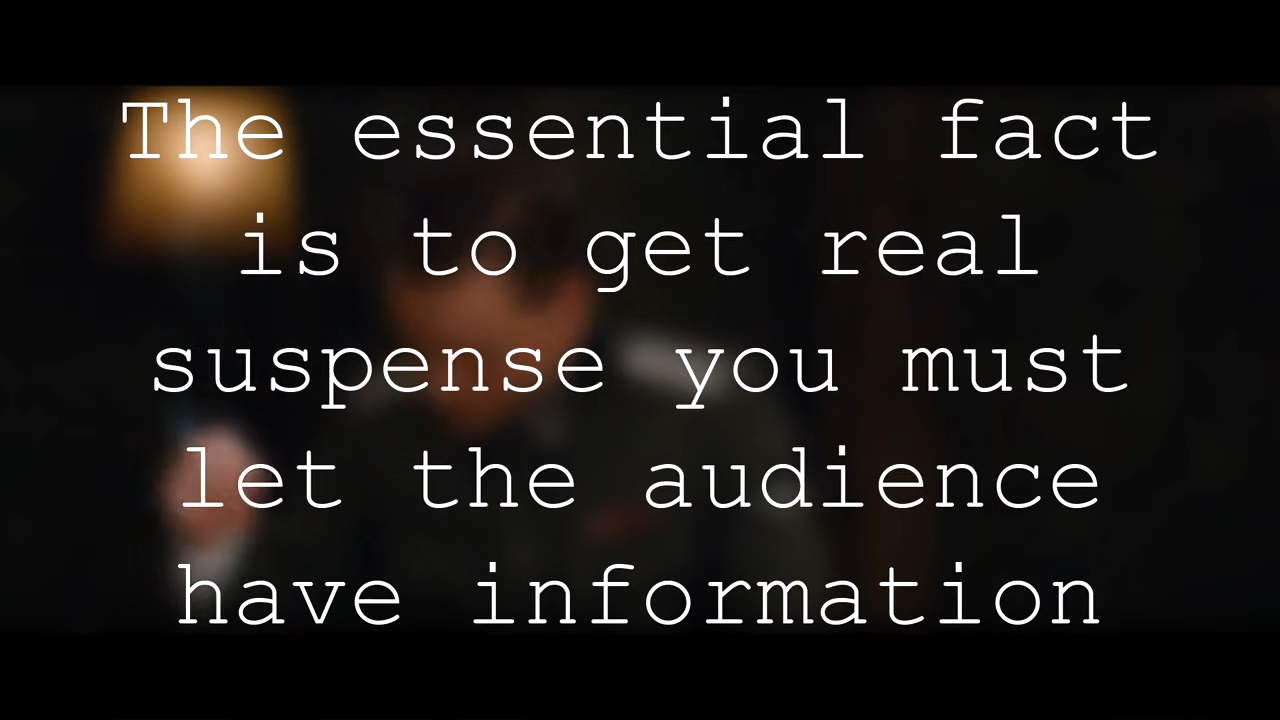 The essential fact
is to get real
suspense you must
let the audience
have information